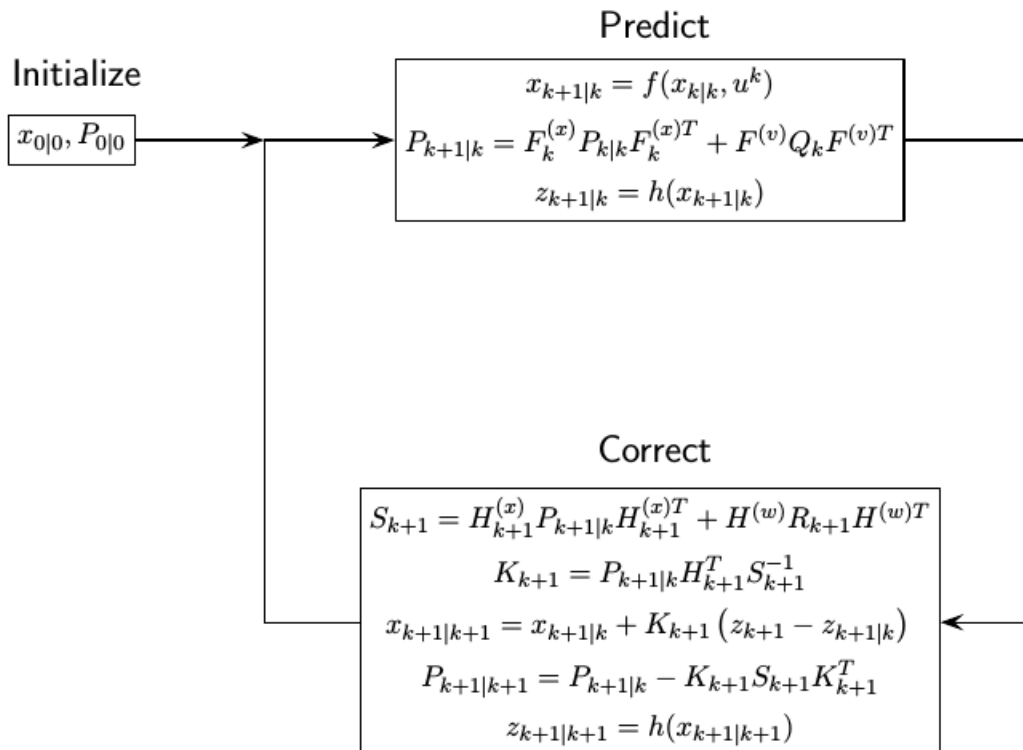 Predict
Initialize
x_{0|0}, P_{0|0}
x_{k+1|k} = f(x_{k|k}, u^k)
P_{k+1|k} = F_k^{(x)} P_{k|k} F_k^{(x)T} + F^{(v)} Q_k F^{(v)T}
z_{k+1|k} = h(x_{k+1|k})
Correct
S_{k+1} = H_{k+1}^{(x)} P_{k+1|k} H_{k+1}^{(x)T} + H^{(w)} R_{k+1} H^{(w)T}
K_{k+1} = P_{k+1|k} H_{k+1}^T S_{k+1}^{-1}
x_{k+1|k+1} = x_{k+1|k} + K_{k+1} (z_{k+1} − z_{k+1|k})
P_{k+1|k+1} = P_{k+1|k} − K_{k+1} S_{k+1} K_{k+1}^T
z_{k+1|k+1} = h(x_{k+1|k+1})